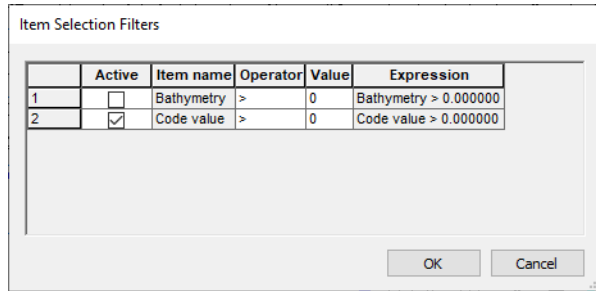 Item Selection Filters
Active Item name Operator Value Expression
1 Bathymetry > 0 Bathymetry > 0.000000
2 Code value > 0 Code value > 0.000000
OK Cancel